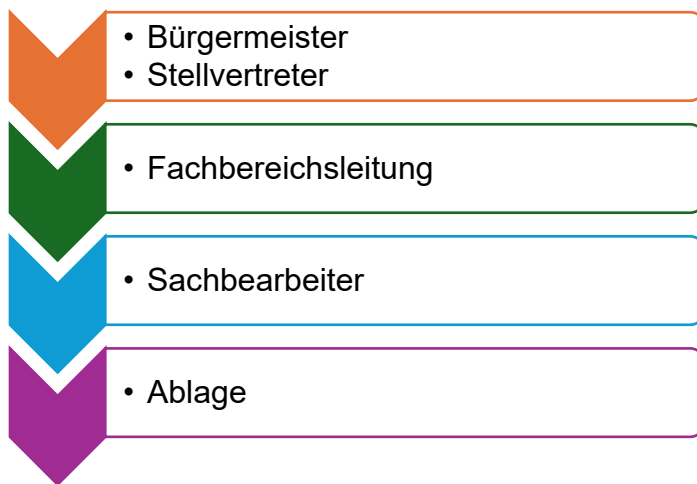 • Bürgermeister
• Stellvertreter
• Fachbereichsleitung
• Sachbearbeiter
• Ablage